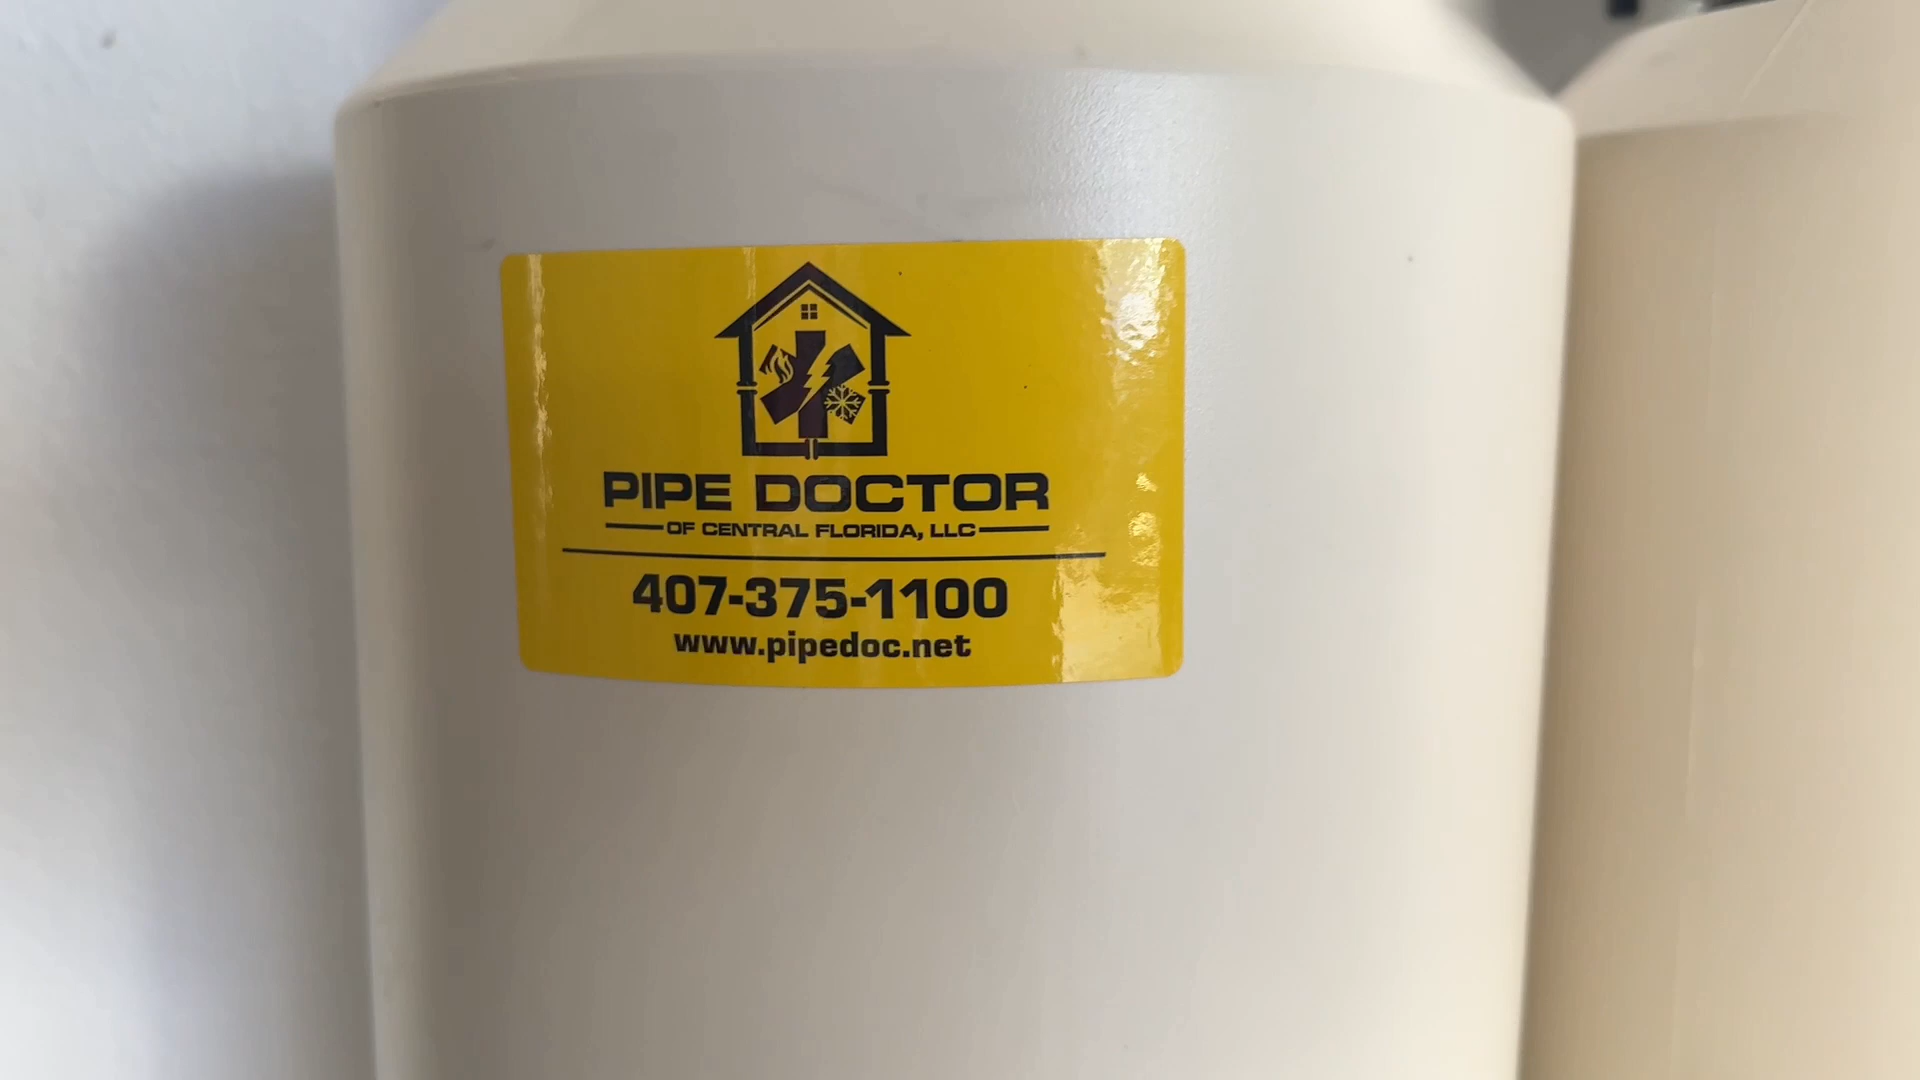 PIPE DOCTOR
OF CENTRAL FLORIDA, LLC
407-375-1100
www.pipedoc.net